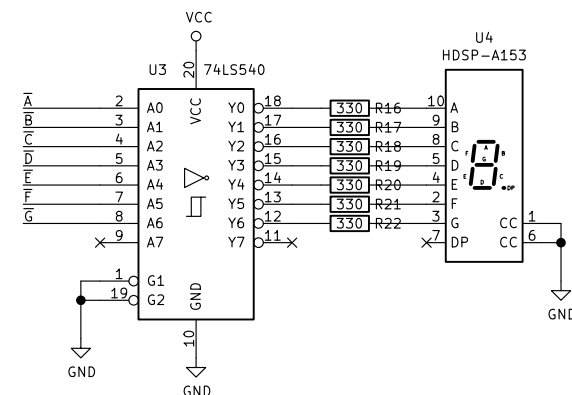 VCC
U4
HDSP-A153
U3 74LS540
20
VCC
A̅ 2 A0 Y0 18 330 R16 10 A
B̅ 3 A1 Y1 17 330 R17 9 B
C̅ 4 A2 Y2 16 330 R18 8 C
D̅ 5 A3 Y3 15 330 R19 5 D
E̅ 6 A4 Y4 14 330 R20 4 E
F̅ 7 A5 Y5 13 330 R21 2 F
G̅ 8 A6 Y6 12 330 R22 3 G CC 1
9 A7 Y7 11 7 DP CC 6
A
F G B
E D C
DP
1 G1
19 G2
GND
10
GND
GND
GND